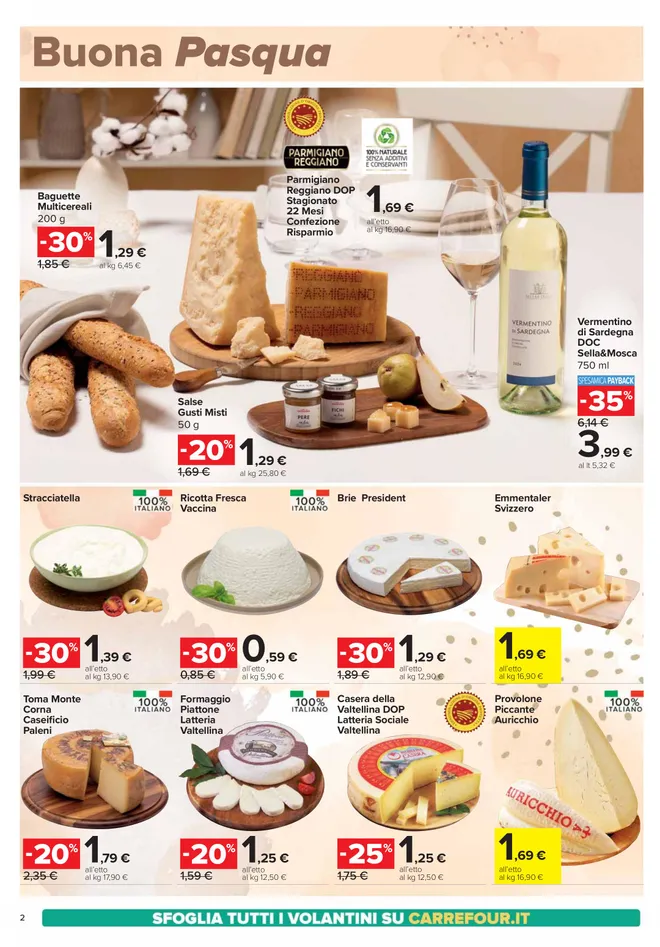 Buona Pasqua
Baguette
Multicereali
200 g
-30%
1,85 €
1,29 €
al kg 6,45 €
PARMIGIANO
REGGIANO
100% NATURALE
SENZA ADDITIVI
E CONSERVANTI
Parmigiano
Reggiano DOP
Stagionato
22 Mesi
Confezione
Risparmio
1,69 €
all'etto
al kg 16,90 €
REGGIANO
PARMIGIANO
REGGIANO
PARMIGIANO
VERMENTINO
DI SARDEGNA
Vermentino
di Sardegna
DOC
Sella&Mosca
750 ml
SPESAMICA PAYBACK
-35%
6,14 €
3,99 €
al lt 5,32 €
PERE
FICHI
Salse
Gusti Misti
50 g
-20%
1,69 €
1,29 €
al kg 25,80 €
Stracciatella
100%
ITALIANO
-30%
1,99 €
1,39 €
all'etto
al kg 13,90 €
Ricotta Fresca
Vaccina
100%
ITALIANO
-30%
0,85 €
0,59 €
all'etto
al kg 5,90 €
Brie President
-30%
1,89 €
1,29 €
all'etto
al kg 12,90 €
Emmentaler
Svizzero
1,69 €
all'etto
al kg 16,90 €
Toma Monte
Corna
Caseificio
Paleni
100%
ITALIANO
-20%
2,35 €
1,79 €
all'etto
al kg 17,90 €
Formaggio
Piattone
Latteria
Valtellina
100%
ITALIANO
-20%
1,59 €
1,25 €
all'etto
al kg 12,50 €
Casera della
Valtellina DOP
Latteria Sociale
Valtellina
CASERA
-25%
1,75 €
1,25 €
all'etto
al kg 12,50 €
Provolone
Piccante
Auricchio
100%
ITALIANO
AURICCHIO
1,69 €
all'etto
al kg 16,90 €
2
SFOGLIA TUTTI I VOLANTINI SU CARREFOUR.IT